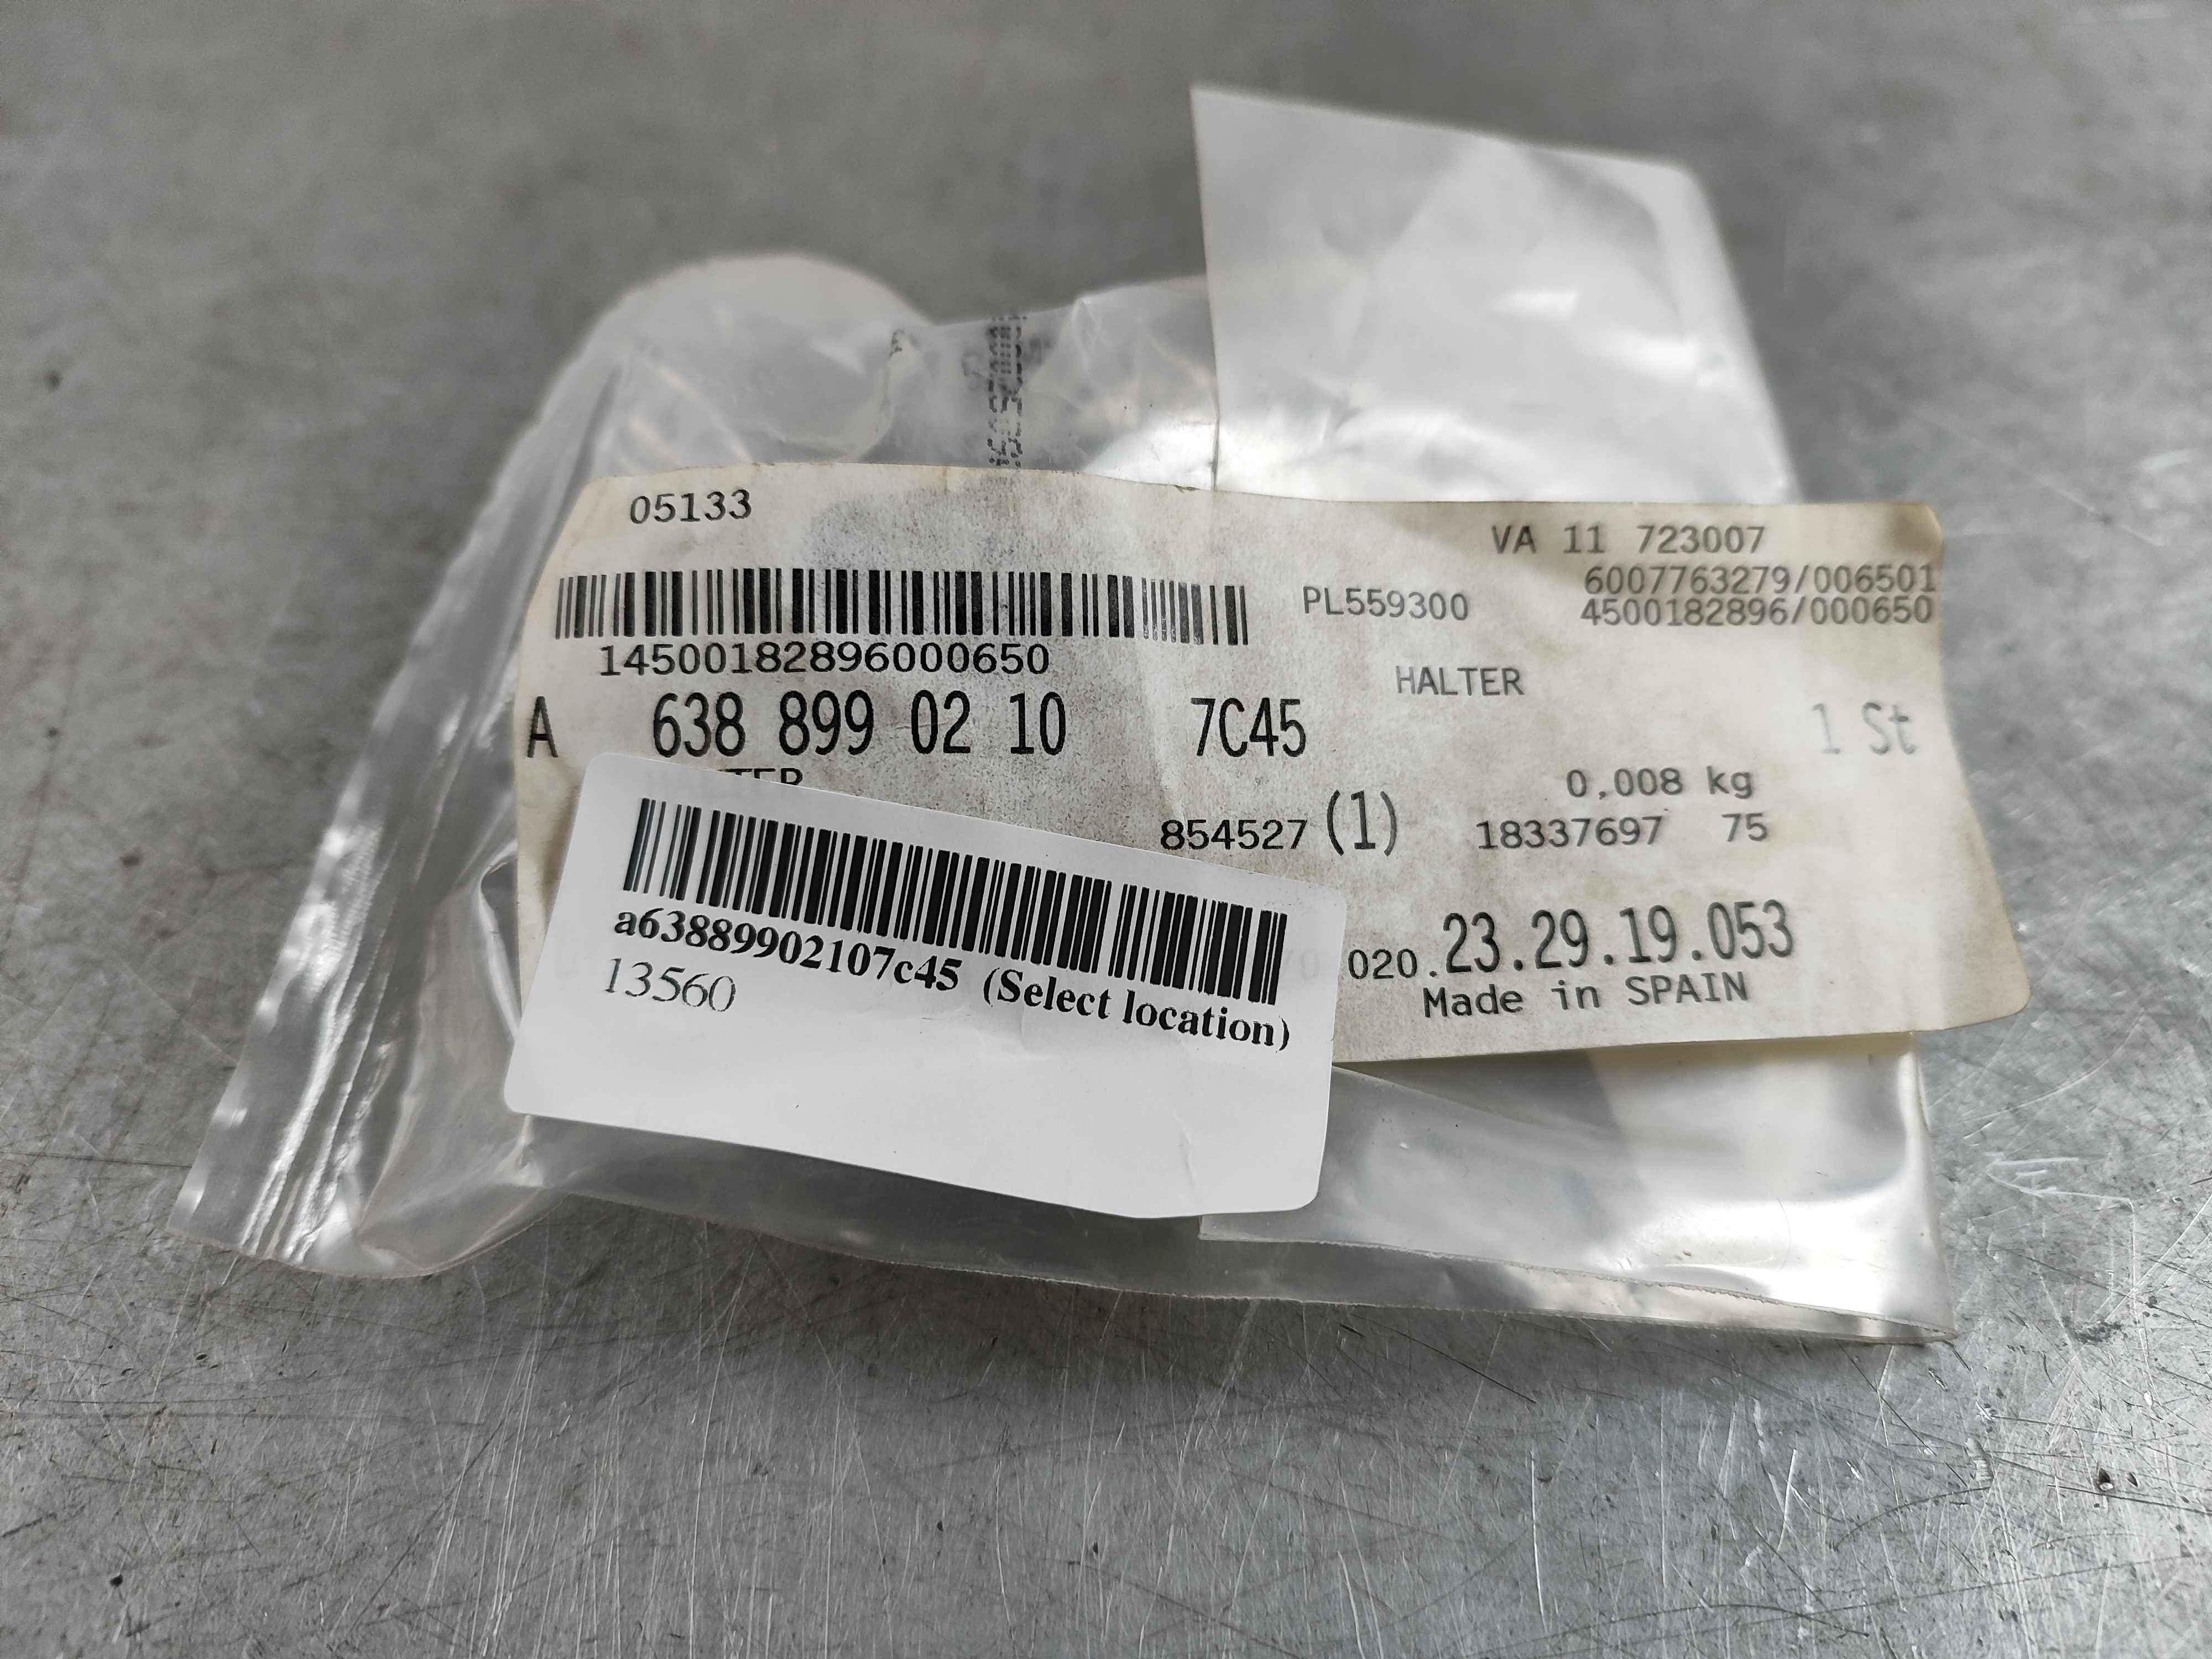 05133
VA 11 723007
6007763279/006501
PL559300
4500182896/000650
14500182896000650
HALTER
A 638 899 02 10 7C45
1 St
0,008 kg
854527 (1) 18337697 75
020.23.29.19.053
Made in SPAIN
a63889902107c45 (Select location)
13560